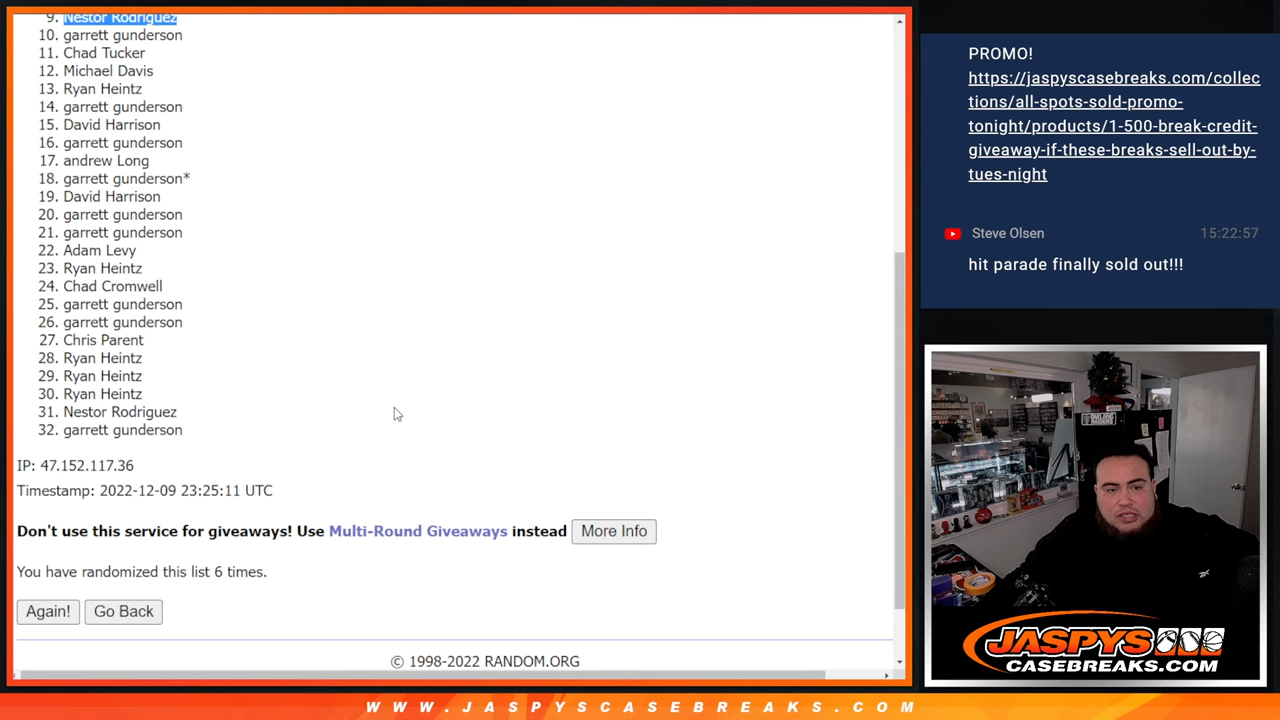 9. Nestor Rodriguez
10. garrett gunderson
11. Chad Tucker
12. Michael Davis
13. Ryan Heintz
14. garrett gunderson
15. David Harrison
16. garrett gunderson
17. andrew Long
18. garrett gunderson*
19. David Harrison
20. garrett gunderson
21. garrett gunderson
22. Adam Levy
23. Ryan Heintz
24. Chad Cromwell
25. garrett gunderson
26. garrett gunderson
27. Chris Parent
28. Ryan Heintz
29. Ryan Heintz
30. Ryan Heintz
31. Nestor Rodriguez
32. garrett gunderson
IP: 47.152.117.36
Timestamp: 2022-12-09 23:25:11 UTC
Don't use this service for giveaways! Use Multi-Round Giveaways instead More Info
You have randomized this list 6 times.
Again! Go Back
© 1998-2022 RANDOM.ORG
PROMO!
https://jaspyscasebreaks.com/collec
tions/all-spots-sold-promo-
tonight/products/1-500-break-credit-
giveaway-if-these-breaks-sell-out-by-
tues-night
Steve Olsen 15:22:57
hit parade finally sold out!!!
JASPYS
CASEBREAKS.COM
WWW.JASPYSCASEBREAKS.COM